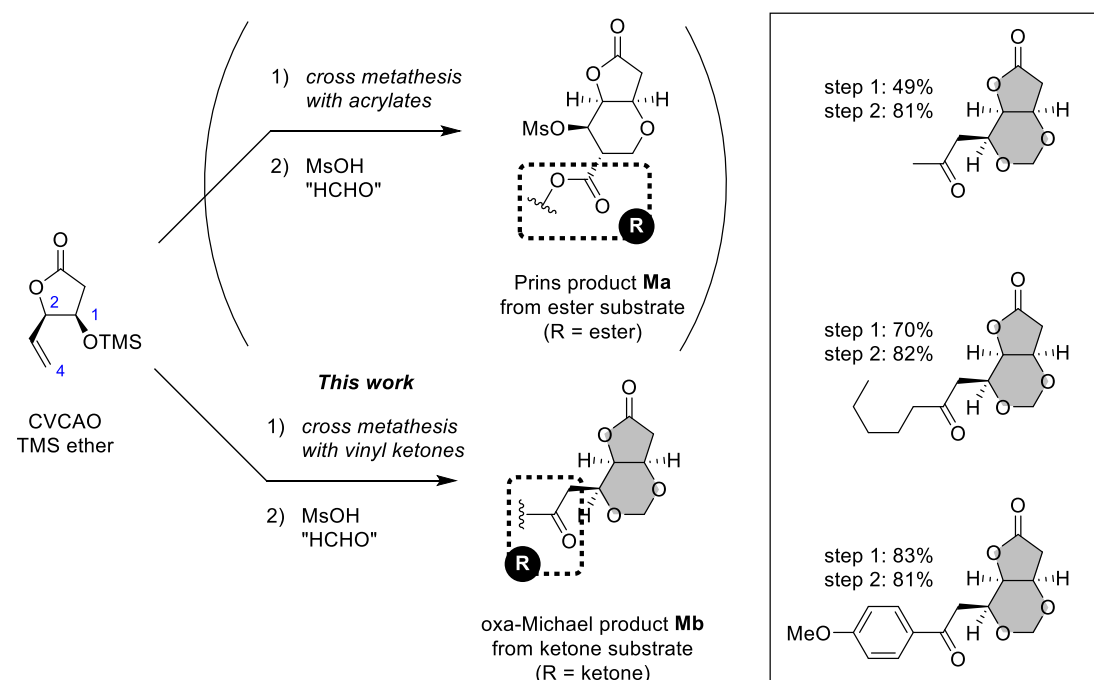 1) cross metathesis
with acrylates
2) MsOH
"HCHO"
O
O
H
H
MsO
O
O
O
R
Prins product Ma
from ester substrate
(R = ester)
O
O
2
1
OTMS
4
CVCAO
TMS ether
This work
1) cross metathesis
with vinyl ketones
2) MsOH
"HCHO"
O
O
H
H
O
H
O
O
R
oxa-Michael product Mb
from ketone substrate
(R = ketone)
step 1: 49%
step 2: 81%
O
O
H
H
O
H
O
O
step 1: 70%
step 2: 82%
O
O
H
H
O
H
O
O
step 1: 83%
step 2: 81%
O
O
H
H
O
H
O
MeO
O